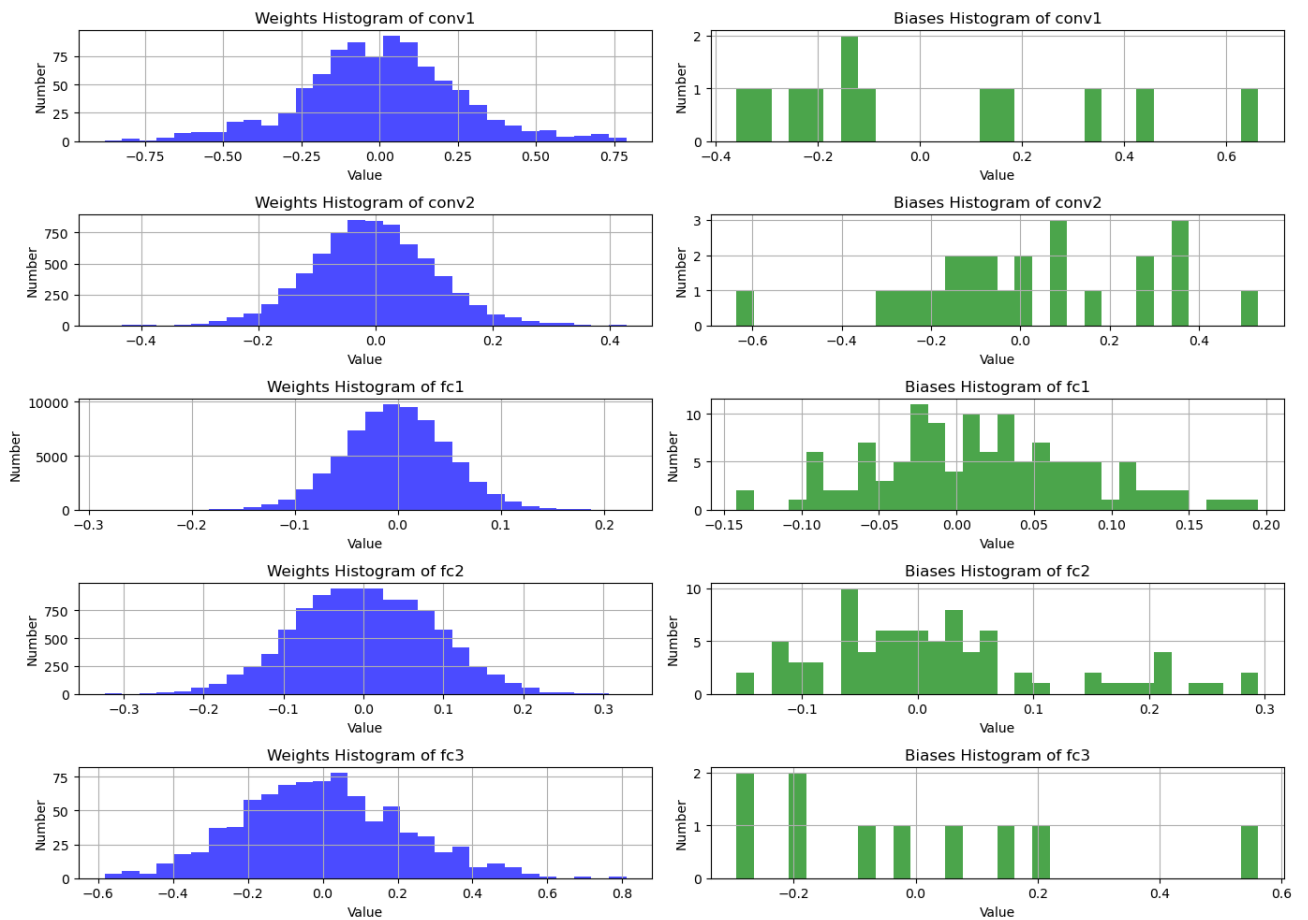 Weights Histogram of conv1
Number
75
50
25
0
−0.75 −0.50 −0.25 0.00 0.25 0.50 0.75
Value
Biases Histogram of conv1
Number
2
1
0
−0.4 −0.2 0.0 0.2 0.4 0.6
Value
Weights Histogram of conv2
Number
750
500
250
0
−0.4 −0.2 0.0 0.2 0.4
Value
Biases Histogram of conv2
Number
3
2
1
0
−0.6 −0.4 −0.2 0.0 0.2 0.4
Value
Weights Histogram of fc1
Number
10000
5000
0
−0.3 −0.2 −0.1 0.0 0.1 0.2
Value
Biases Histogram of fc1
Number
10
5
0
−0.15 −0.10 −0.05 0.00 0.05 0.10 0.15 0.20
Value
Weights Histogram of fc2
Number
750
500
250
0
−0.3 −0.2 −0.1 0.0 0.1 0.2 0.3
Value
Biases Histogram of fc2
Number
10
5
0
−0.1 0.0 0.1 0.2 0.3
Value
Weights Histogram of fc3
Number
75
50
25
0
−0.6 −0.4 −0.2 0.0 0.2 0.4 0.6 0.8
Value
Biases Histogram of fc3
Number
2
1
0
−0.2 0.0 0.2 0.4 0.6
Value